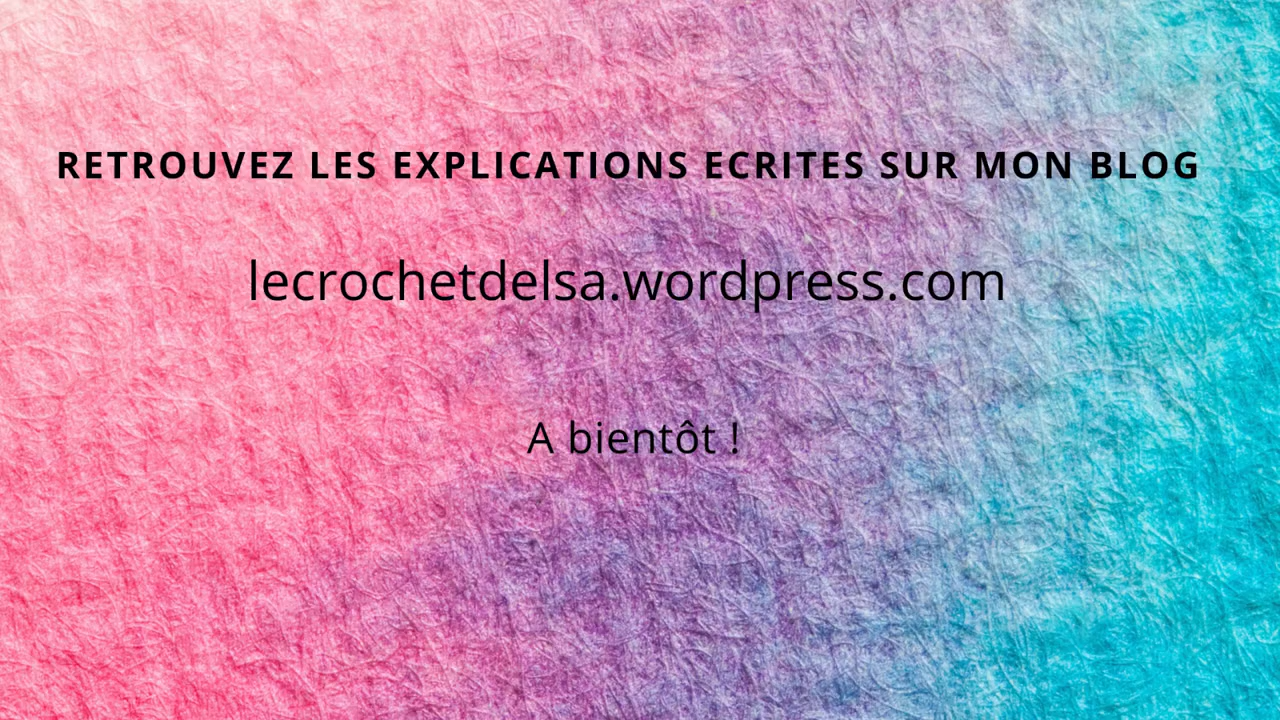 RETROUVEZ LES EXPLICATIONS ECRITES SUR MON BLOG
lecrochetdelsa.wordpress.com
A bientôt !